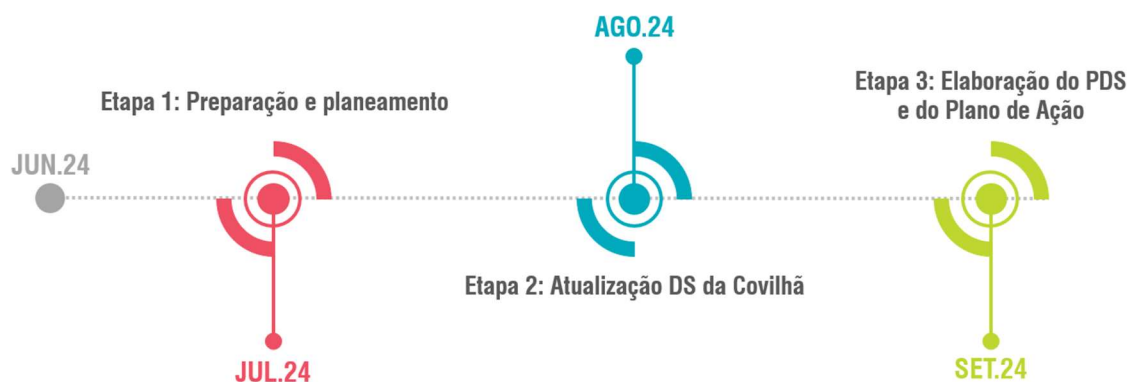 AGO.24
Etapa 1: Preparação e planeamento
Etapa 3: Elaboração do PDS
e do Plano de Ação
JUN.24
Etapa 2: Atualização DS da Covilhã
JUL.24
SET.24